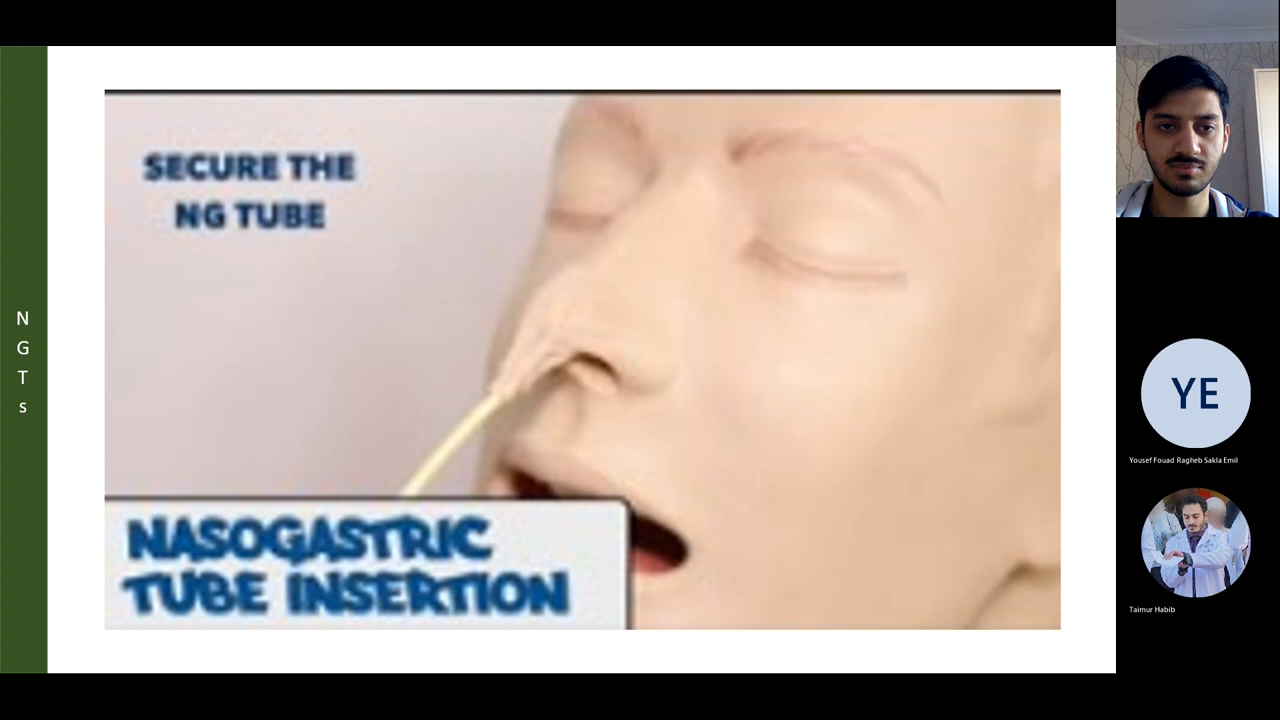 N
G
T
s
SECURE THE
NG TUBE
NASOGASTRIC
TUBE INSERTION
YE
Yousef Fouad Ragheb Sakla Emil
Taimur Habib